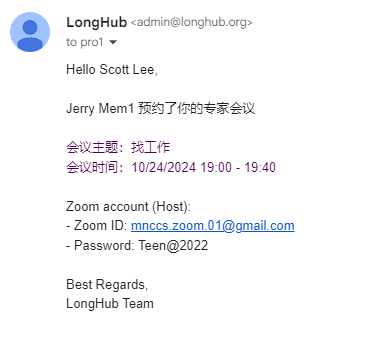 LongHub <admin@longhub.org>
to pro1
Hello Scott Lee,
Jerry Mem1 预约了你的专家会议
会议主题：找工作
会议时间：10/24/2024 19:00 - 19:40
Zoom account (Host):
- Zoom ID: mnccs.zoom.01@gmail.com
- Password: Teen@2022
Best Regards,
LongHub Team